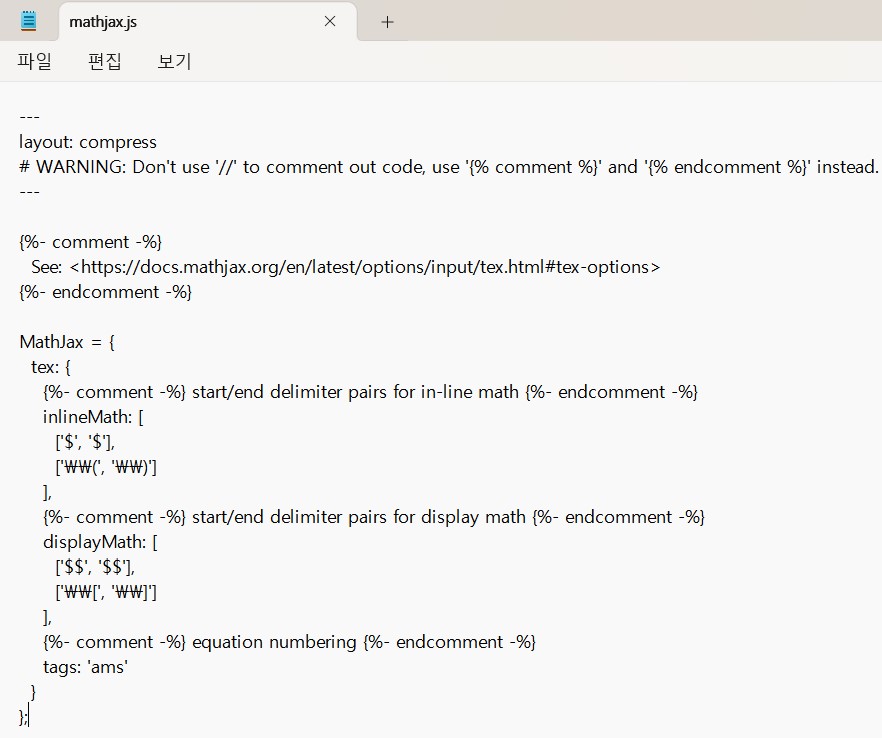 mathjax.js
파일 편집 보기
---
layout: compress
# WARNING: Don't use '//' to comment out code, use '{% comment %}' and '{% endcomment %}' instead.
---
{%- comment -%}
See: <https://docs.mathjax.org/en/latest/options/input/tex.html#tex-options>
{%- endcomment -%}
MathJax = {
tex: {
{%- comment -%} start/end delimiter pairs for in-line math {%- endcomment -%}
inlineMath: [
['$', '$'],
['₩₩(', '₩₩)']
],
{%- comment -%} start/end delimiter pairs for display math {%- endcomment -%}
displayMath: [
['$$', '$$'],
['₩₩[', '₩₩]']
],
{%- comment -%} equation numbering {%- endcomment -%}
tags: 'ams'
}
};